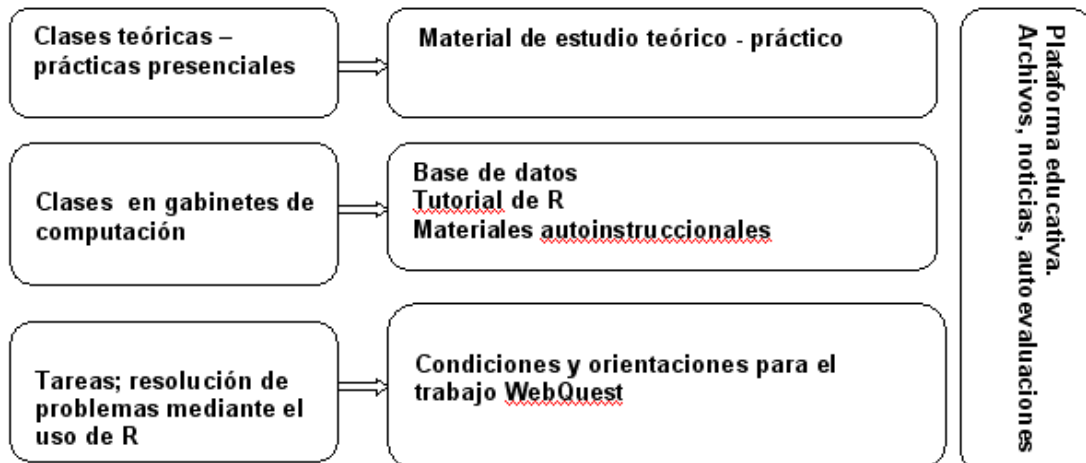 Clases teóricas –
prácticas presenciales
Material de estudio teórico - práctico
Clases en gabinetes de
computación
Base de datos
Tutorial de R
Materiales autoinstruccionales
Tareas; resolución de
problemas mediante el
uso de R
Condiciones y orientaciones para el
trabajo WebQuest
Plataforma educativa.
Archivos, noticias, autoevaluaciones